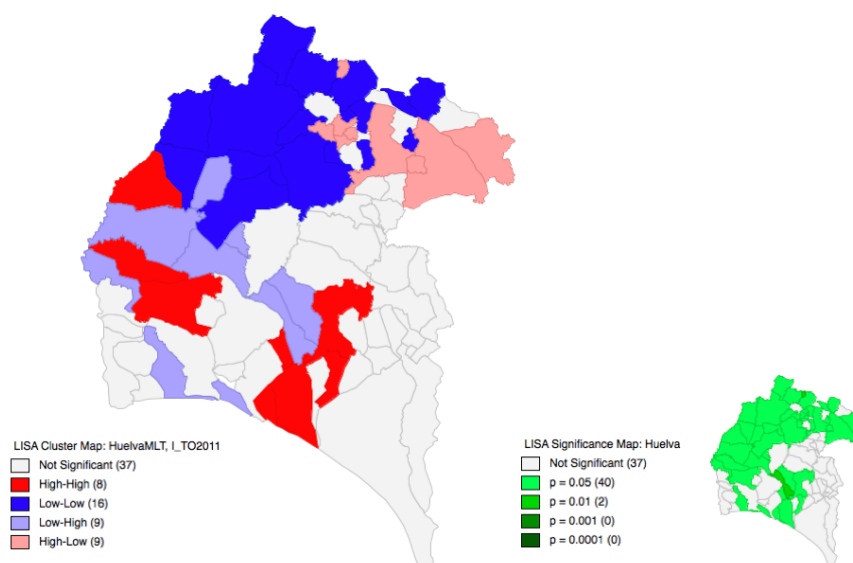 LISA Cluster Map: HuelvaMLT, I_TO2011
Not Significant (37)
High-High (8)
Low-Low (16)
Low-High (9)
High-Low (9)
LISA Significance Map: Huelva
Not Significant (37)
p = 0.05 (40)
p = 0.01 (2)
p = 0.001 (0)
p = 0.0001 (0)